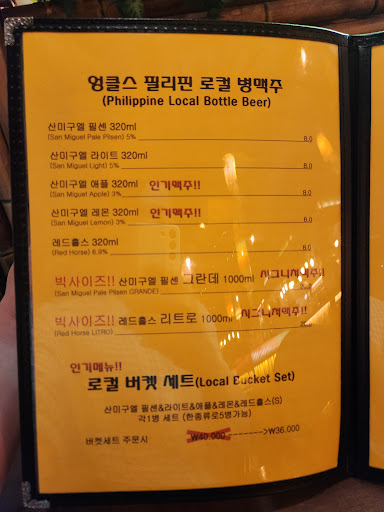 엉클스 필리핀 로컬 병맥주
(Philippine Local Bottle Beer)
산미구엘 필센 320ml
(San Miguel Pale Pilsen) 5% 8.0
산미구엘 라이트 320ml
(San Miguel Light) 5% 8.0
산미구엘 애플 320ml 인기맥주!!
(San Miguel Apple) 3% 8.0
산미구엘 레몬 320ml 인기맥주!!
(San Miguel Lemon) 3% 8.0
레드홀스 320ml
(Red Horse) 6.9% 8.0
빅사이즈!! 산미구엘 필센 그란데 1000ml 시그니처맥주!!
(San Miguel Pale Pilsen GRANDE)
빅사이즈!! 레드홀스 리트로 1000ml 시그니처맥주!!
(Red Horse LITRO)
인기메뉴!!
로컬 버켓 세트(Local Bucket Set)
산미구엘 필센&라이트&애플&레몬&레드홀스(S)
각1병 세트 (한종류로5병가능)
버켓세트 주문시 ₩40,000 ------>₩36,000